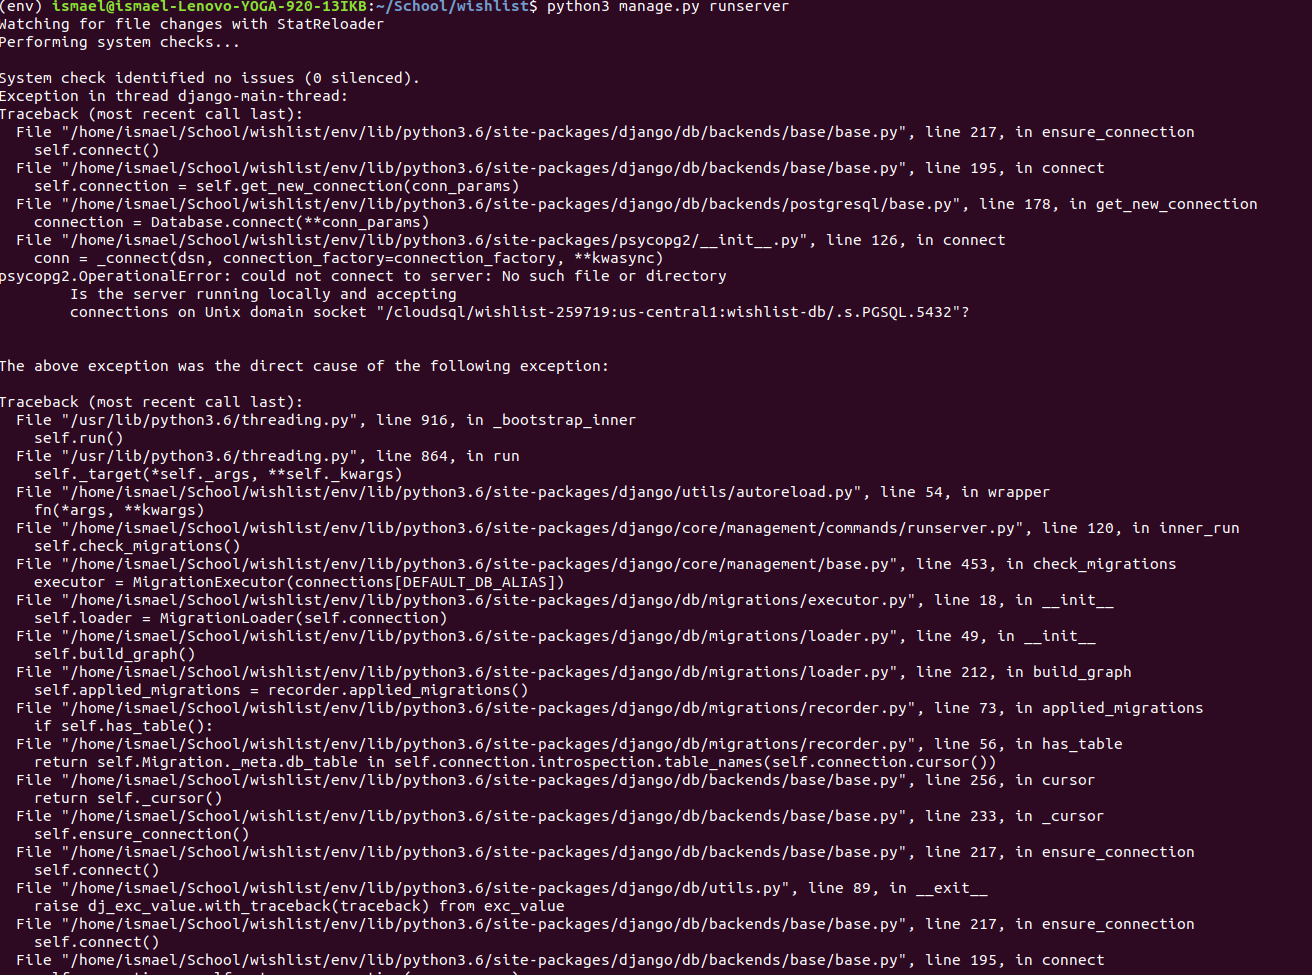 (env) ismael@ismael-Lenovo-YOGA-920-13IKB:~/School/wishlist$ python3 manage.py runserver
Watching for file changes with StatReloader
Performing system checks...

System check identified no issues (0 silenced).
Exception in thread django-main-thread:
Traceback (most recent call last):
  File "/home/ismael/School/wishlist/env/lib/python3.6/site-packages/django/db/backends/base/base.py", line 217, in ensure_connection
    self.connect()
  File "/home/ismael/School/wishlist/env/lib/python3.6/site-packages/django/db/backends/base/base.py", line 195, in connect
    self.connection = self.get_new_connection(conn_params)
  File "/home/ismael/School/wishlist/env/lib/python3.6/site-packages/django/db/backends/postgresql/base.py", line 178, in get_new_connection
    connection = Database.connect(**conn_params)
  File "/home/ismael/School/wishlist/env/lib/python3.6/site-packages/psycopg2/__init__.py", line 126, in connect
    conn = _connect(dsn, connection_factory=connection_factory, **kwasync)
psycopg2.OperationalError: could not connect to server: No such file or directory
        Is the server running locally and accepting
        connections on Unix domain socket "/cloudsql/wishlist-259719:us-central1:wishlist-db/.s.PGSQL.5432"?

The above exception was the direct cause of the following exception:

Traceback (most recent call last):
  File "/usr/lib/python3.6/threading.py", line 916, in _bootstrap_inner
    self.run()
  File "/usr/lib/python3.6/threading.py", line 864, in run
    self._target(*self._args, **self._kwargs)
  File "/home/ismael/School/wishlist/env/lib/python3.6/site-packages/django/utils/autoreload.py", line 54, in wrapper
    fn(*args, **kwargs)
  File "/home/ismael/School/wishlist/env/lib/python3.6/site-packages/django/core/management/commands/runserver.py", line 120, in inner_run
    self.check_migrations()
  File "/home/ismael/School/wishlist/env/lib/python3.6/site-packages/django/core/management/base.py", line 453, in check_migrations
    executor = MigrationExecutor(connections[DEFAULT_DB_ALIAS])
  File "/home/ismael/School/wishlist/env/lib/python3.6/site-packages/django/db/migrations/executor.py", line 18, in __init__
    self.loader = MigrationLoader(self.connection)
  File "/home/ismael/School/wishlist/env/lib/python3.6/site-packages/django/db/migrations/loader.py", line 49, in __init__
    self.build_graph()
  File "/home/ismael/School/wishlist/env/lib/python3.6/site-packages/django/db/migrations/loader.py", line 212, in build_graph
    self.applied_migrations = recorder.applied_migrations()
  File "/home/ismael/School/wishlist/env/lib/python3.6/site-packages/django/db/migrations/recorder.py", line 73, in applied_migrations
    if self.has_table():
  File "/home/ismael/School/wishlist/env/lib/python3.6/site-packages/django/db/migrations/recorder.py", line 56, in has_table
    return self.Migration._meta.db_table in self.connection.introspection.table_names(self.connection.cursor())
  File "/home/ismael/School/wishlist/env/lib/python3.6/site-packages/django/db/backends/base/base.py", line 256, in cursor
    return self._cursor()
  File "/home/ismael/School/wishlist/env/lib/python3.6/site-packages/django/db/backends/base/base.py", line 233, in _cursor
    self.ensure_connection()
  File "/home/ismael/School/wishlist/env/lib/python3.6/site-packages/django/db/backends/base/base.py", line 217, in ensure_connection
    self.connect()
  File "/home/ismael/School/wishlist/env/lib/python3.6/site-packages/django/db/utils.py", line 89, in __exit__
    raise dj_exc_value.with_traceback(traceback) from exc_value
  File "/home/ismael/School/wishlist/env/lib/python3.6/site-packages/django/db/backends/base/base.py", line 217, in ensure_connection
    self.connect()
  File "/home/ismael/School/wishlist/env/lib/python3.6/site-packages/django/db/backends/base/base.py", line 195, in connect